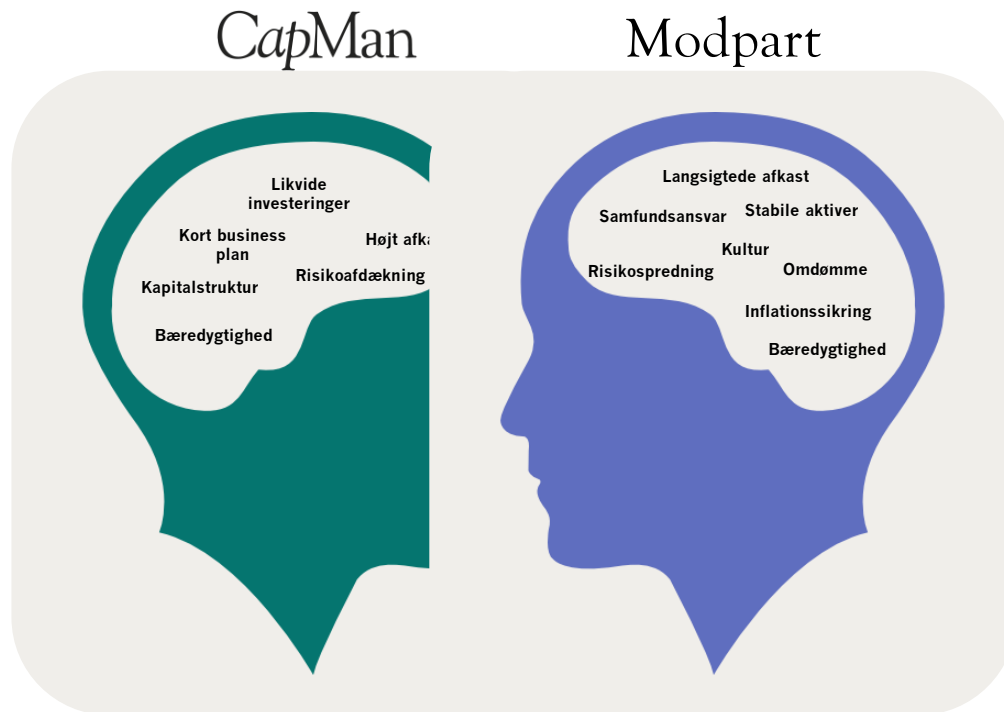 CapMan
Modpart
Likvide
investeringer
Kort business
plan
Højt
Risikoafdækning
Kapitalstruktur
Bæredygtighed
Langsigtede afkast
Samfundsansvar
Stabile aktiver
Kultur
Risikospredning
Omdømme
Inflationssikring
Bæredygtighed